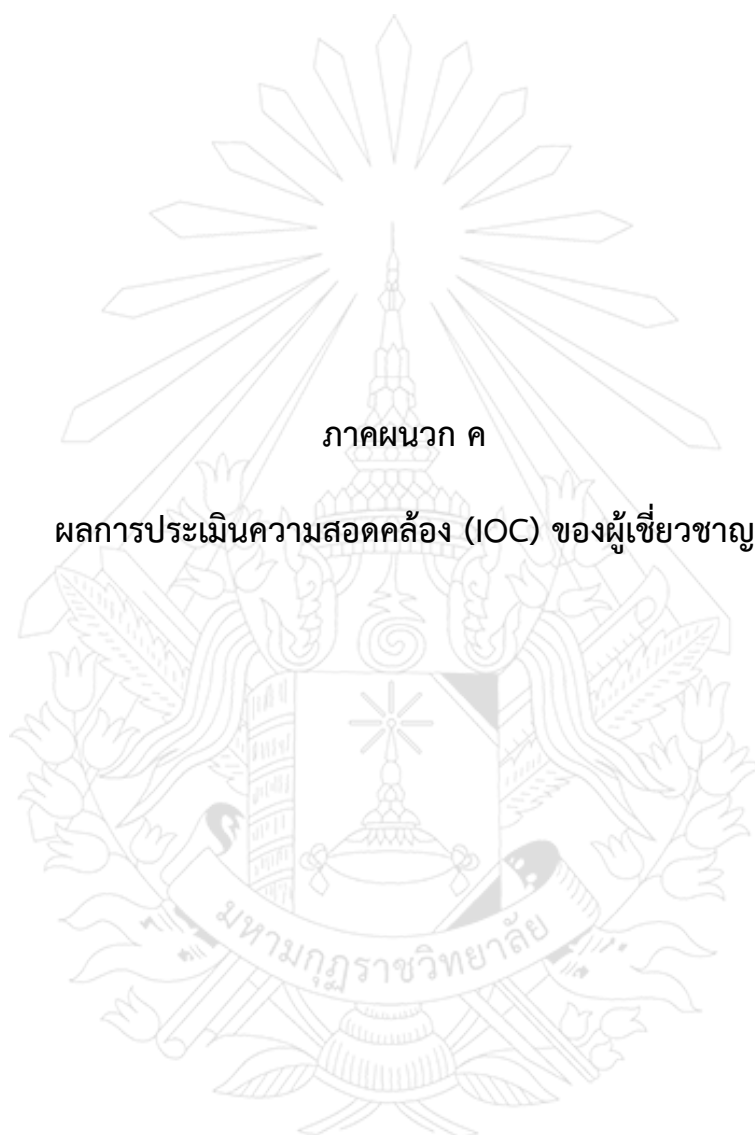 ภาคผนวก ค
ผลการประเมินความสอดคล้อง (IOC) ของผู้เชี่ยวชาญ
มหามกุฏราชวิทยาลัย